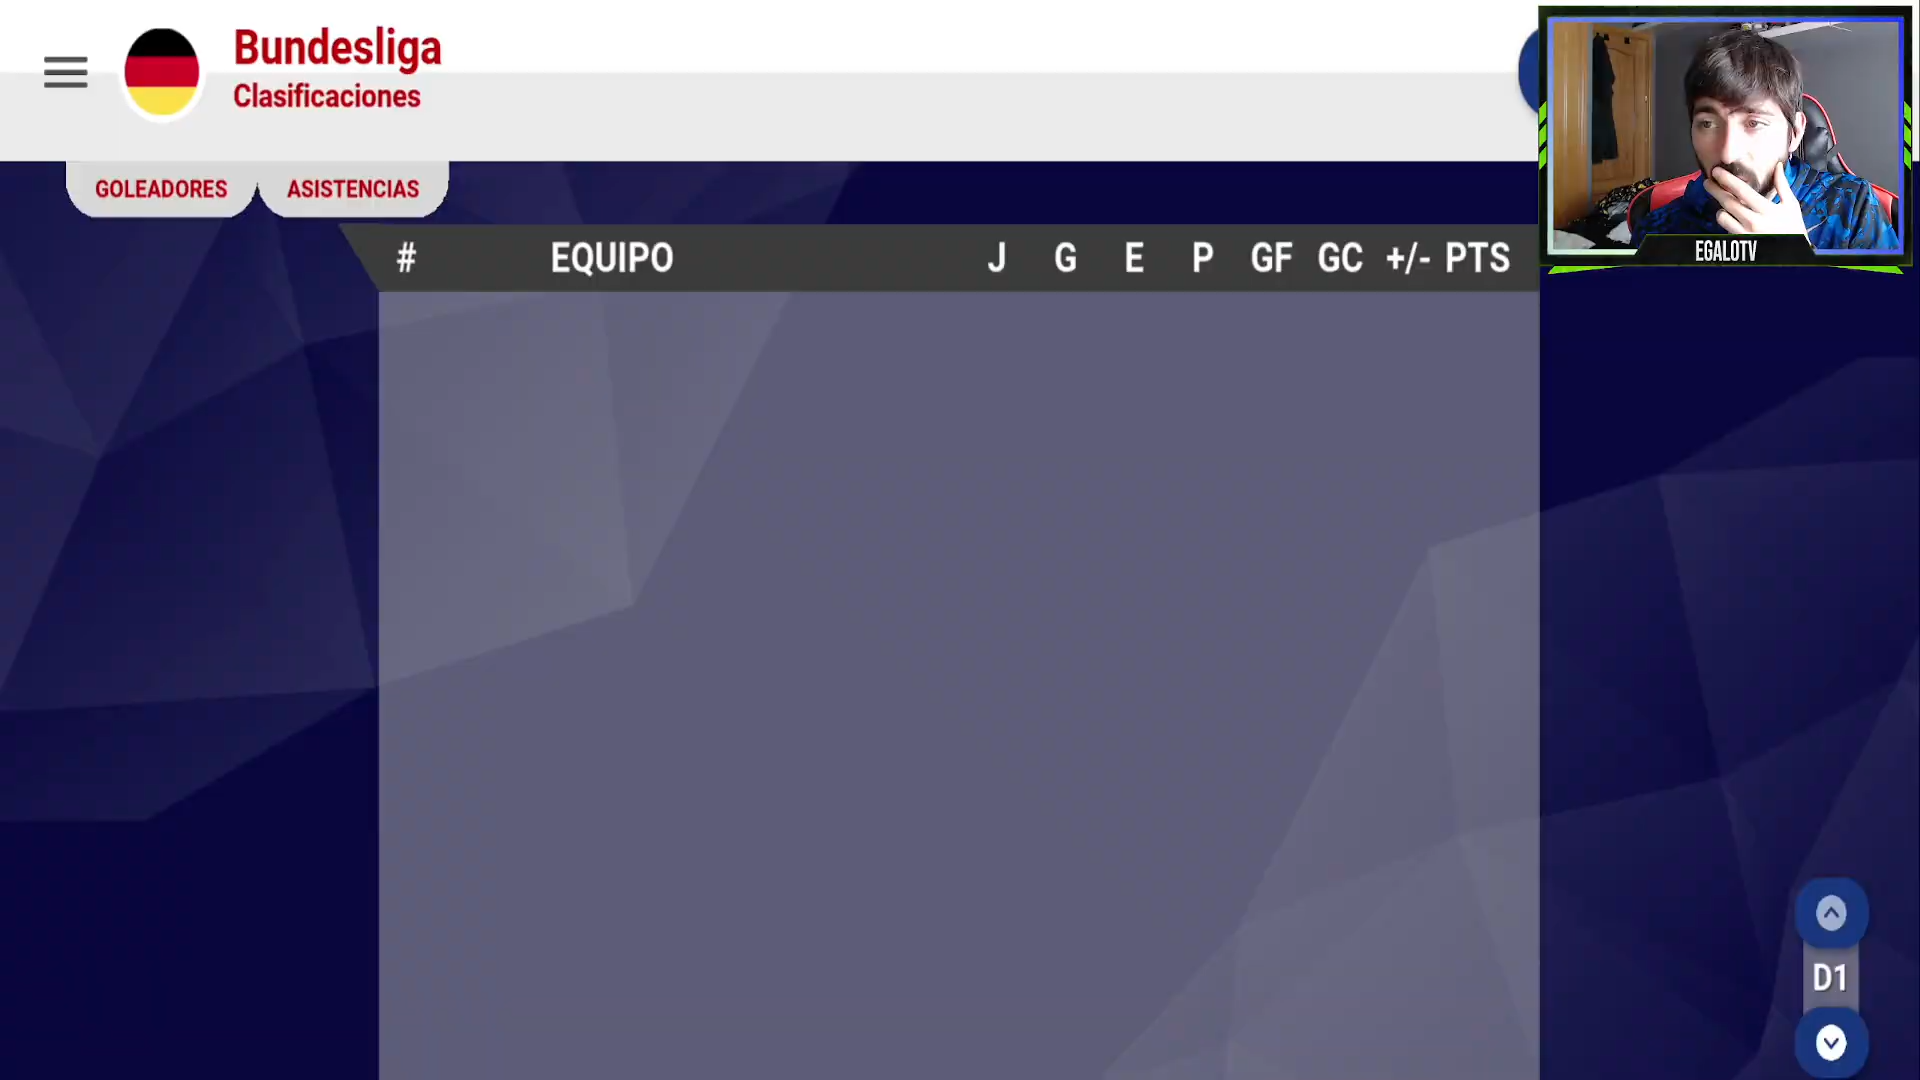 Bundesliga
Clasificaciones
GOLEADORES
ASISTENCIAS
# EQUIPO J G E P GF GC +/- PTS
EGALOTV
D1